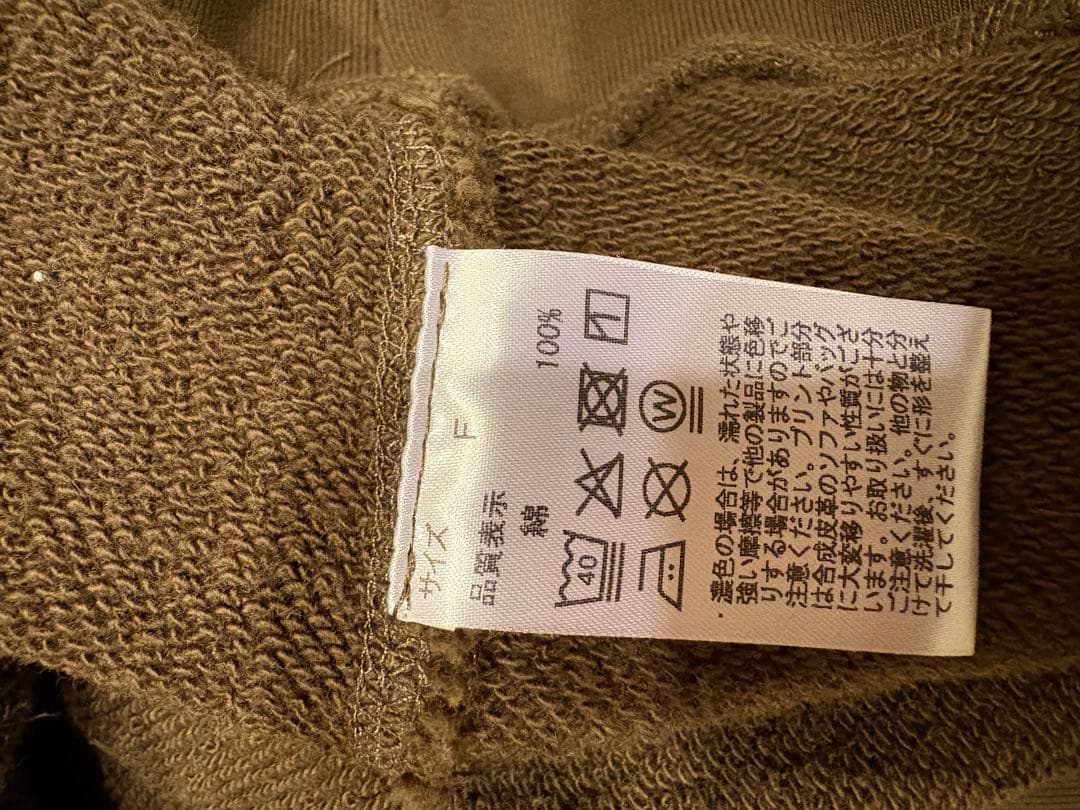 サイズ F
品質表示
綿 100%
40
W
・濃色の場合は、濡れた状態や
強い摩擦等で他の製品に色移
りする場合がありますのでご
注意ください。プリント部分
は合成皮革のソファやバッグ
に大変移りやすい性質がござ
います。お取り扱いには十分
ご注意ください。他の物と分
けて洗濯後、すぐに形を整え
て干してください。